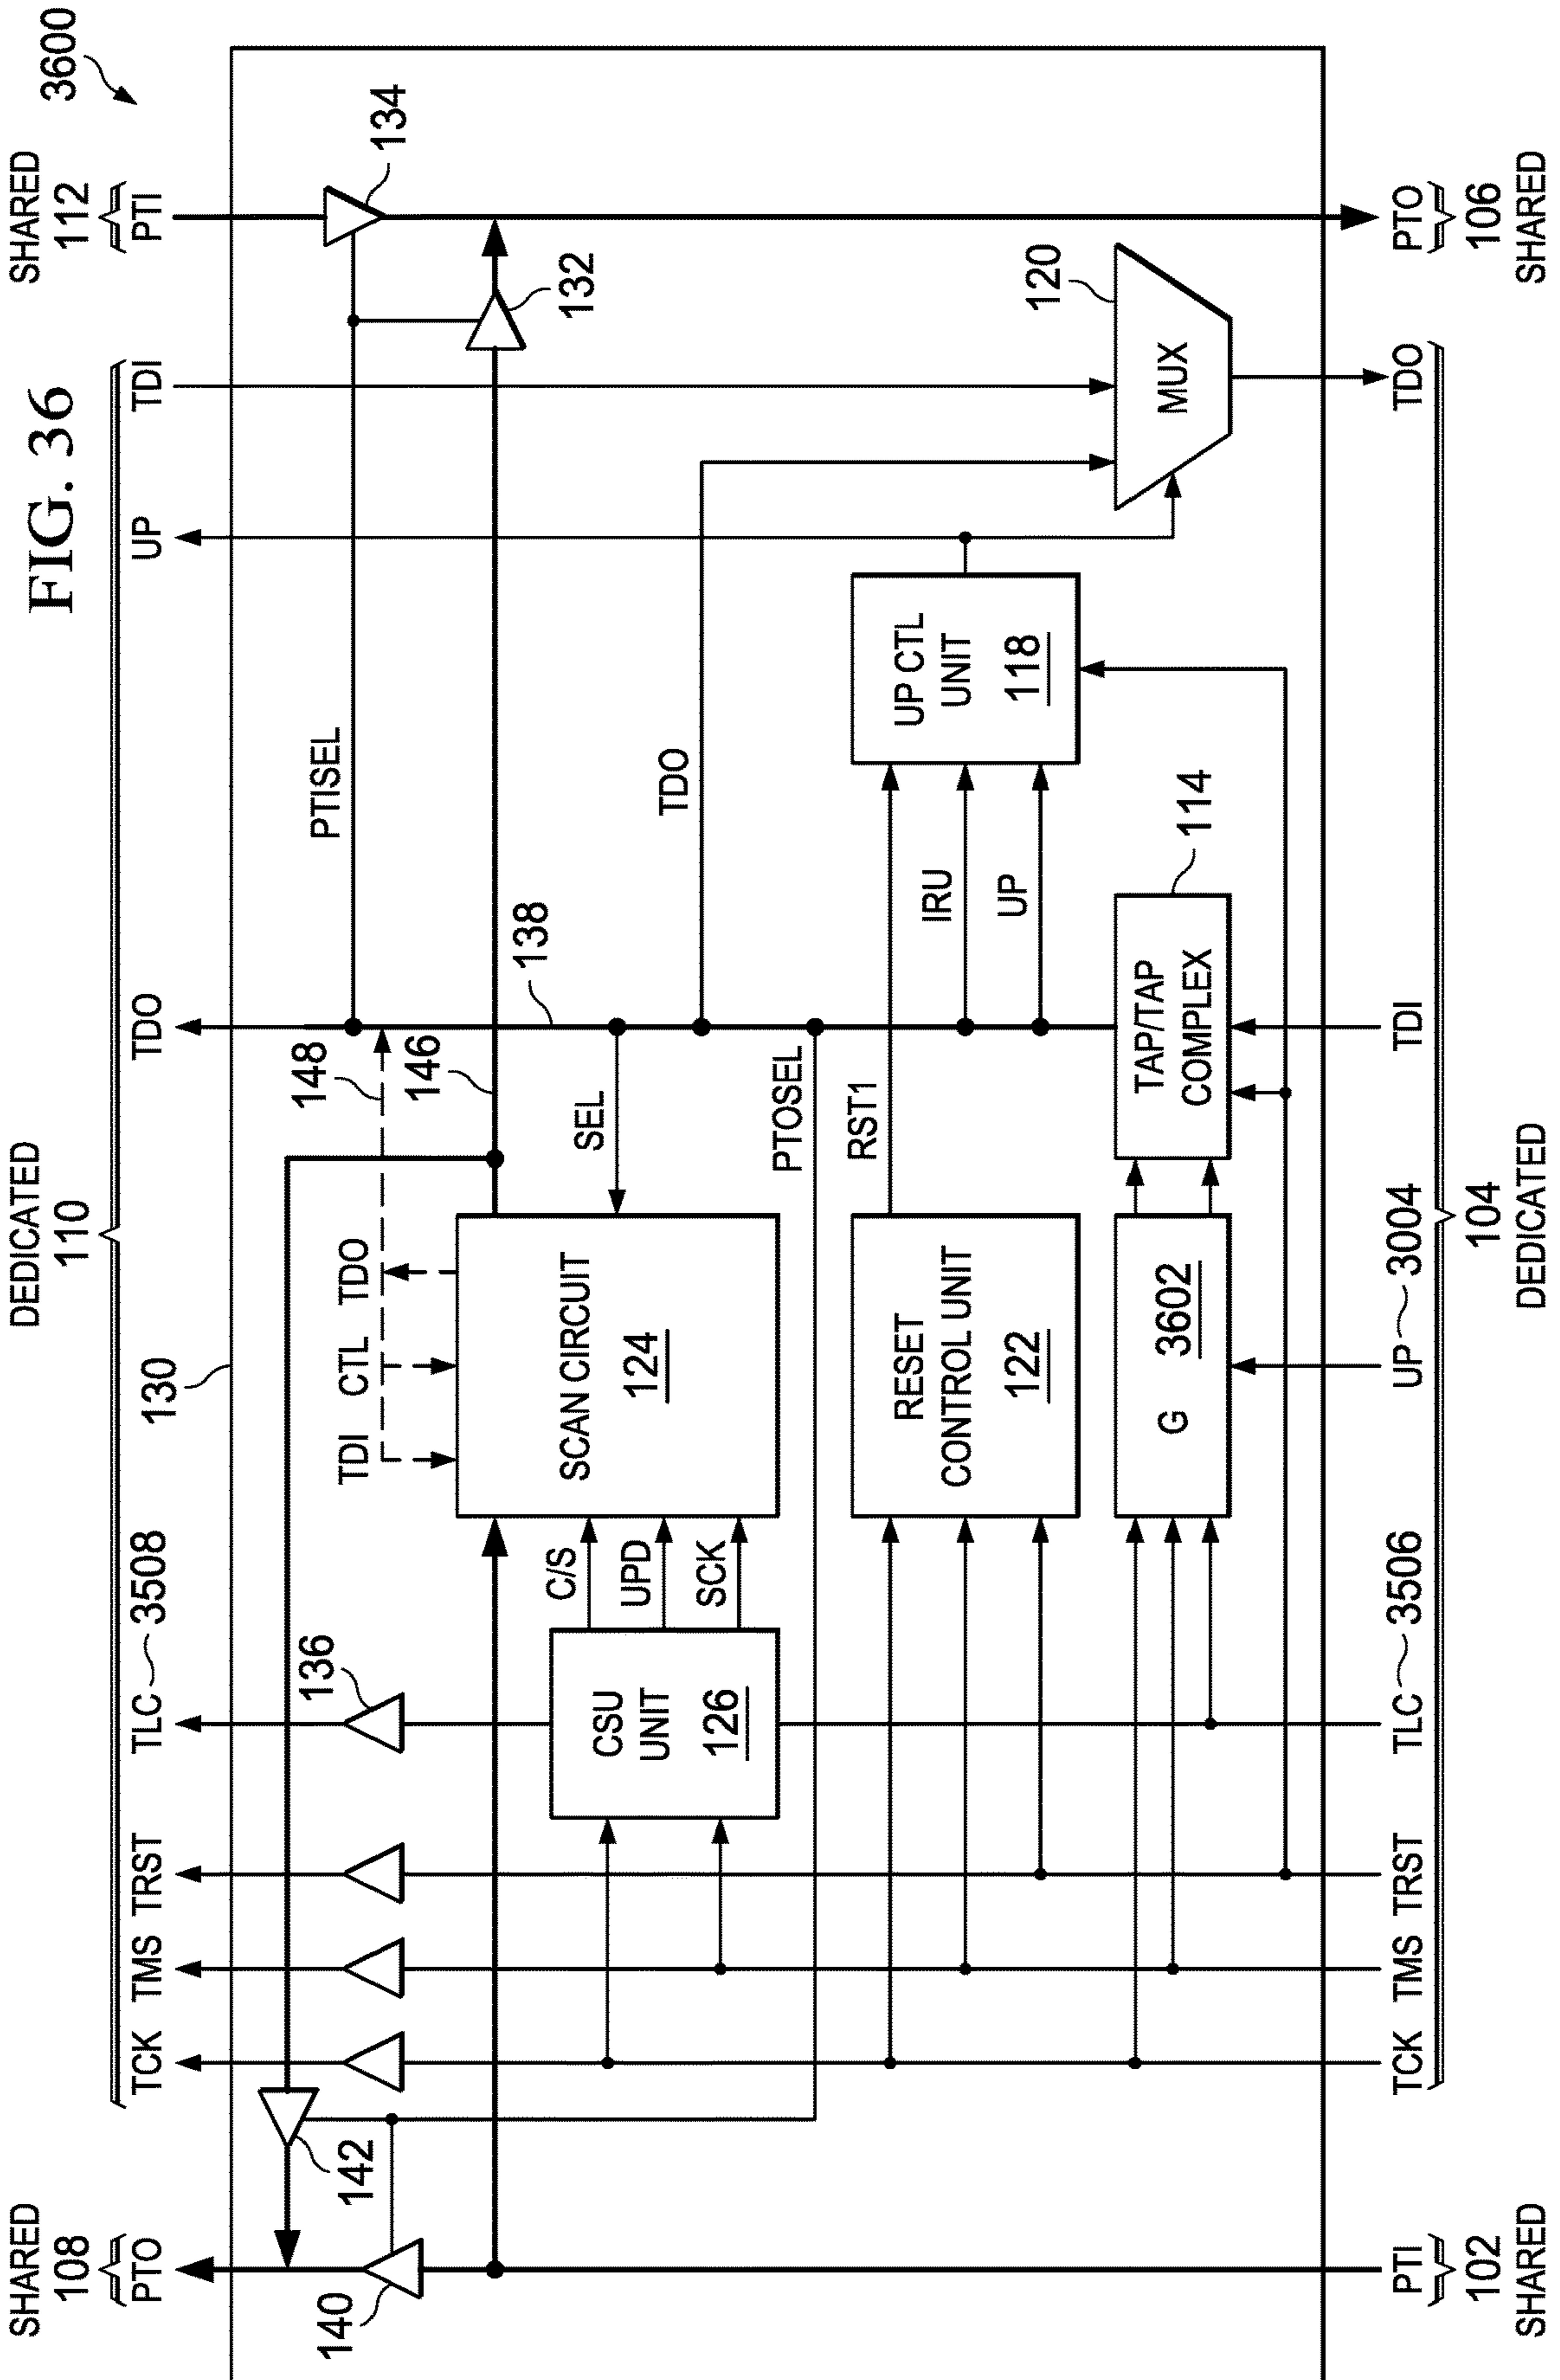 FIG. 36
3600
SHARED
DEDICATED
SHARED
108
110
112
PTO
TCK
TMS
TRST
TLC
3508
TDO
UP
TDI
PTI
130
140
142
136
148
146
PTISEL
134
TDI
CTL
TDO
138
132
C/S
UPD
SCK
CSU
UNIT
126
SCAN CIRCUIT
124
SEL
TDO
PTOSEL
RST1
RESET
CONTROL UNIT
122
IRU
UP
UP CTL
UNIT
118
120
MUX
G
3602
TAP/TAP
COMPLEX
114
PTI
TCK
TMS
TRST
TLC
3506
UP
3004
TDI
TDO
PTO
102
104
106
SHARED
DEDICATED
SHARED